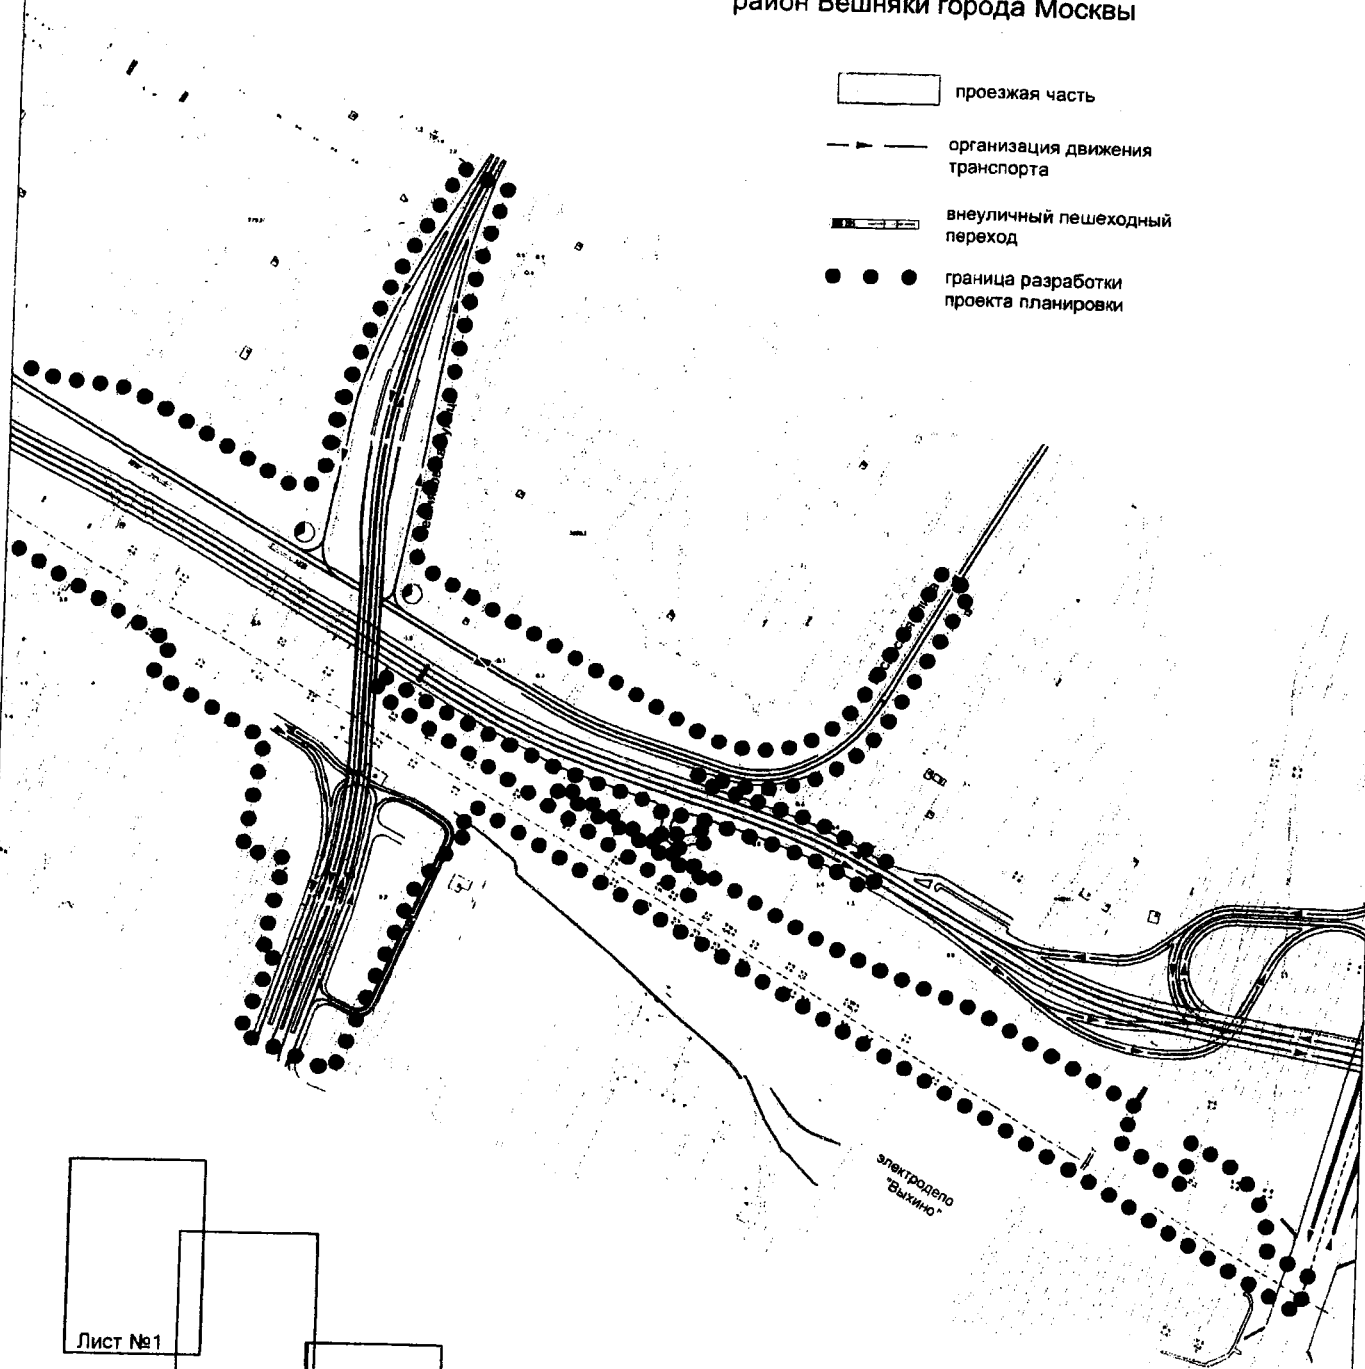 район Вешняки города Москвы
проезжая часть
организация движения
транспорта
внеуличный пешеходный
переход
граница разработки
проекта планировки
электродепо
"Выхино"
Лист №1